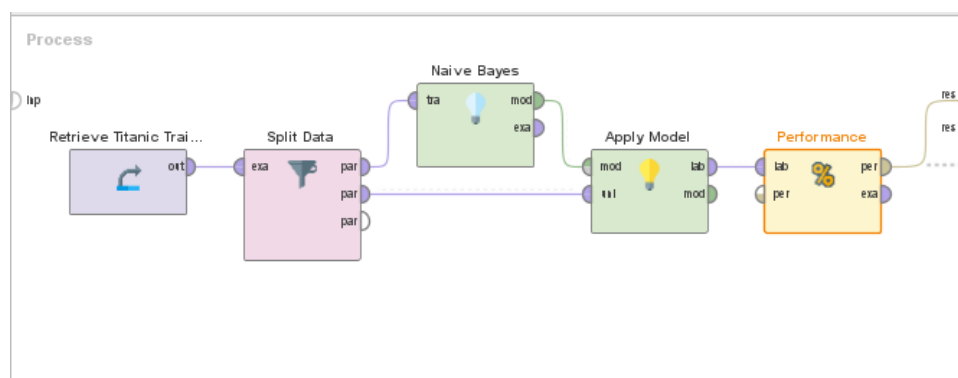 Process
inp
Retrieve Titanic Trai...
out
Split Data
exa
par
par
par
Naive Bayes
tra
mod
exa
Apply Model
mod
unl
lab
mod
Performance
lab
per
%
per
exa
res
res